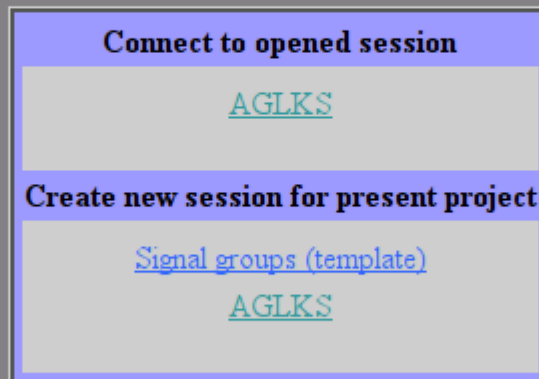 Connect to opened session
AGLKS
Create new session for present project
Signal groups (template)
AGLKS